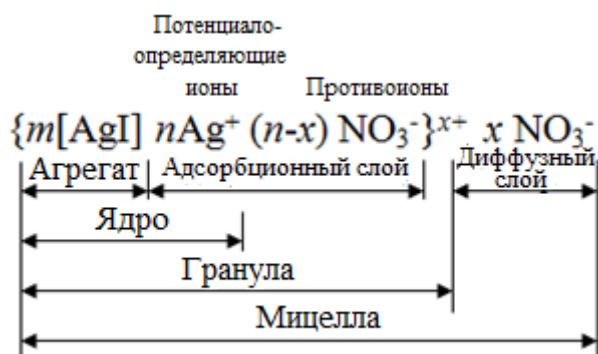 Потенциало-
определяющие
ионы Противоионы
{m[AgI] nAg⁺ (n-x) NO₃⁻}ˣ⁺ x NO₃⁻
Агрегат Адсорбционный слой Диффузный
слой
Ядро
Гранула
Мицелла